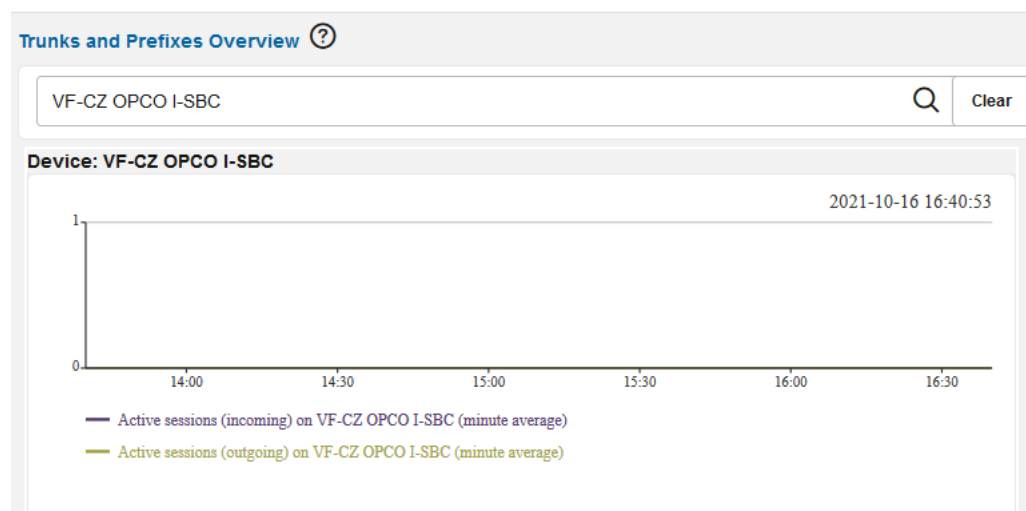 Trunks and Prefixes Overview ?
VF-CZ OPCO I-SBC
Clear
Device: VF-CZ OPCO I-SBC
2021-10-16 16:40:53
1
0
14:00 14:30 15:00 15:30 16:00 16:30
Active sessions (incoming) on VF-CZ OPCO I-SBC (minute average)
Active sessions (outgoing) on VF-CZ OPCO I-SBC (minute average)